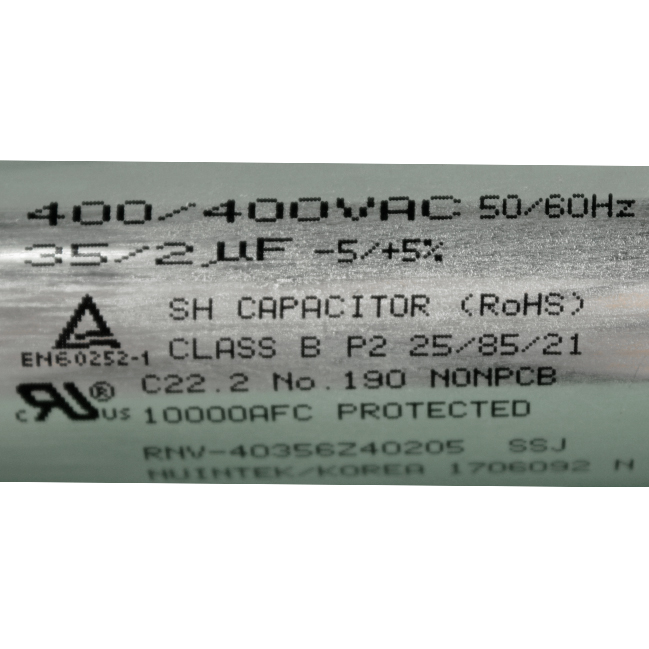 400/400VAC 50/60Hz
35/2 µF -5/+5%
SH CAPACITOR (RoHS)
EN60252-1 CLASS B P2 25/85/21
C22.2 No.190 NONPCB
c RU ® US 10000AFC PROTECTED
RNV-40356Z40205 SSJ
NUINTEK/KOREA 1706092 N